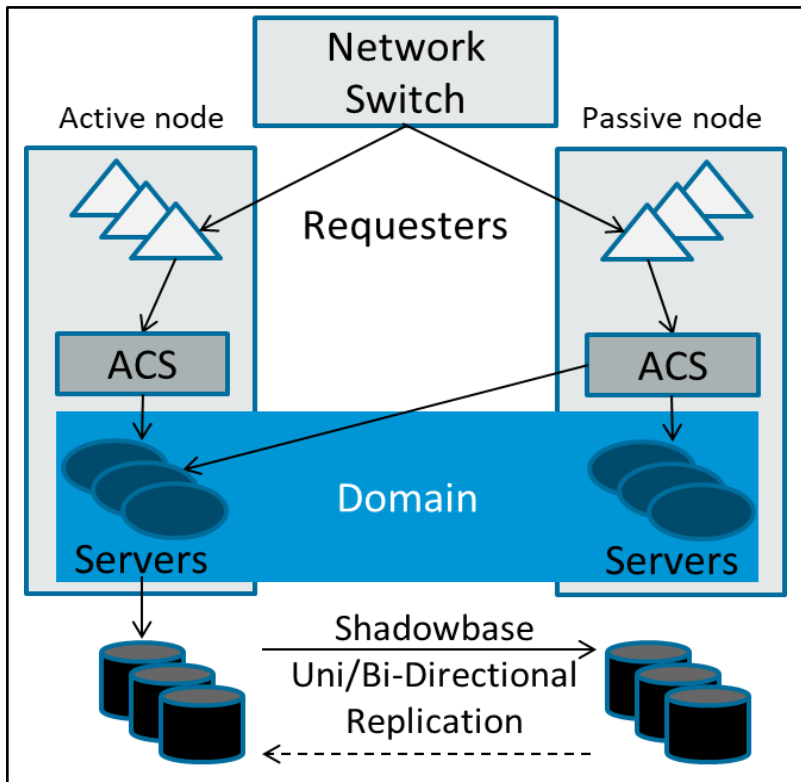 Network
Switch
Active node
Passive node
Requesters
ACS
ACS
Domain
Servers
Servers
Shadowbase
Uni/Bi-Directional
Replication